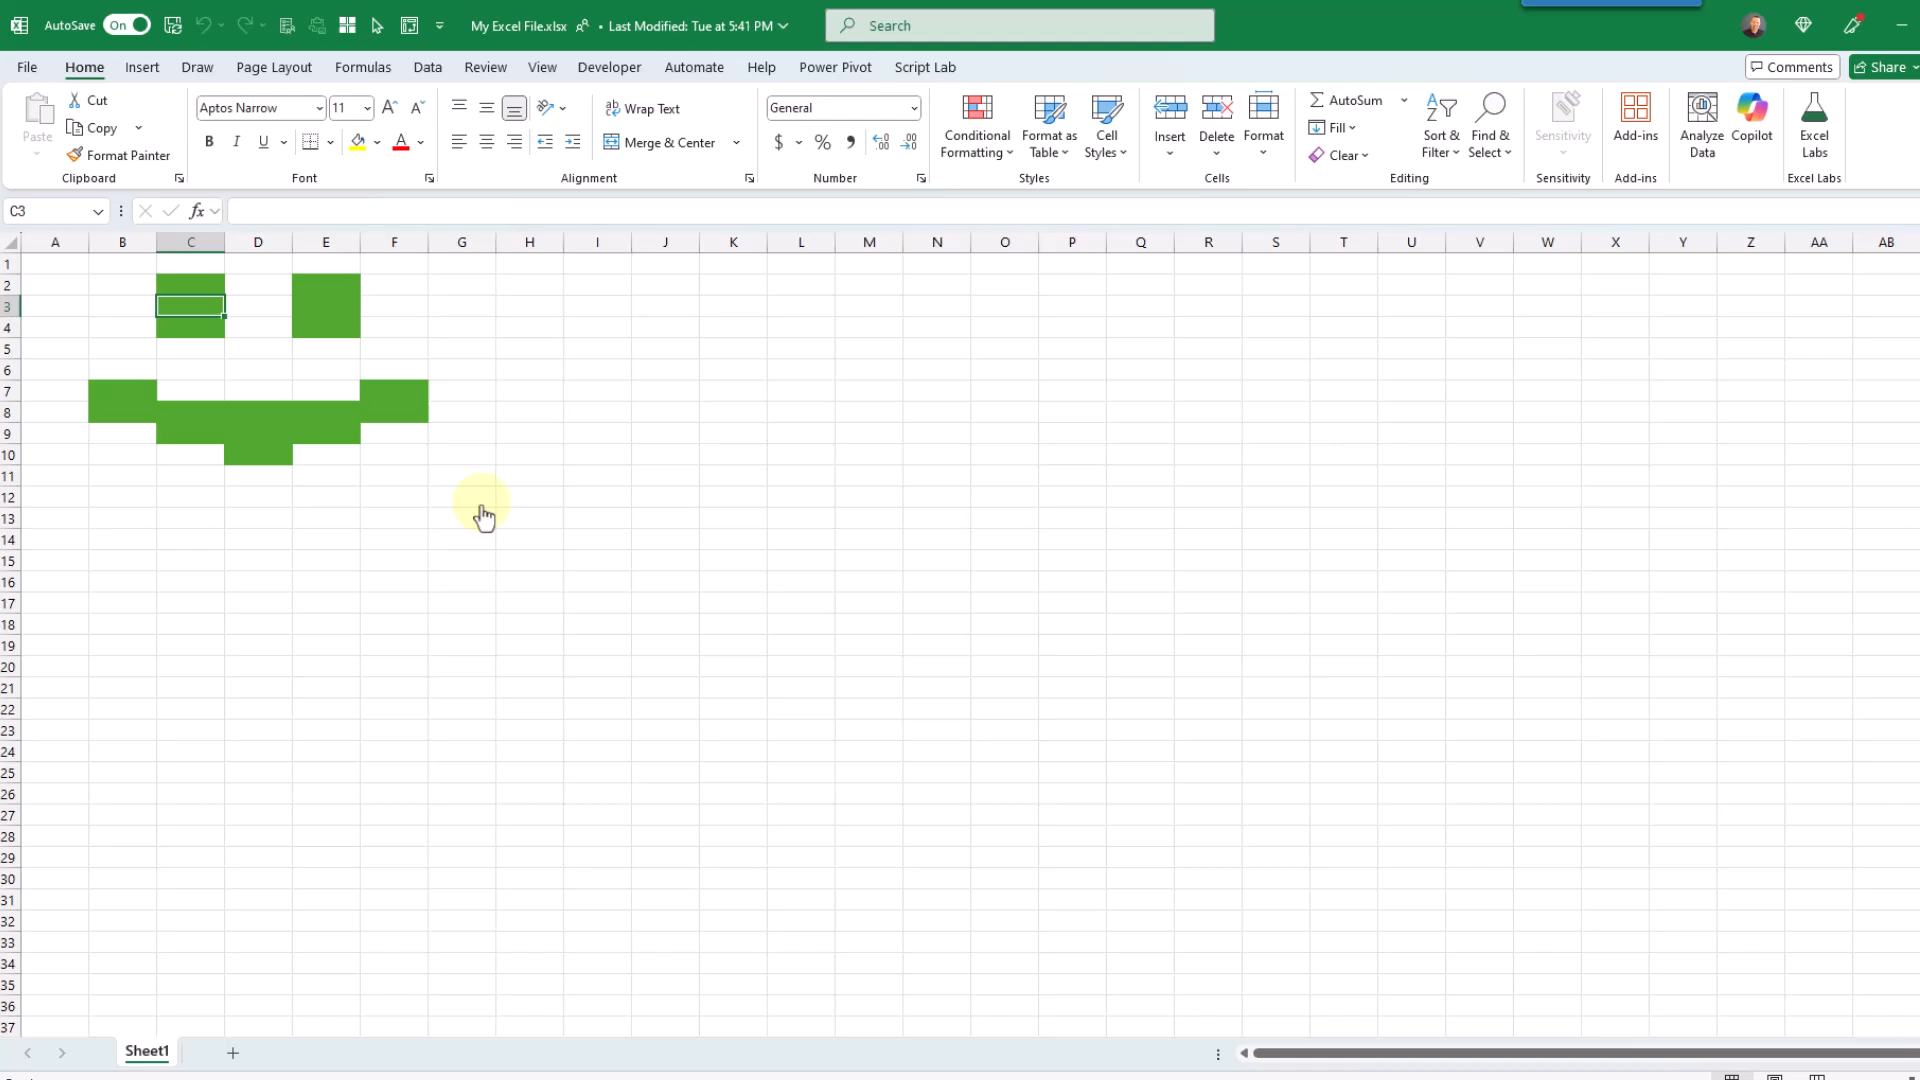 AutoSave On My Excel File.xlsx • Last Modified: Tue at 5:41 PM Search
File Home Insert Draw Page Layout Formulas Data Review View Developer Automate Help Power Pivot Script Lab Comments Share
Paste
Cut
Copy
Format Painter
Clipboard
Aptos Narrow 11 A A
B I U A
Font
ab Wrap Text
Merge & Center
Alignment
General
$ % 9
Number
Conditional Formatting
Format as Table
Cell Styles
Styles
Insert
Delete
Format
Cells
AutoSum
Fill
Clear
Sort & Filter
Find & Select
Editing
Sensitivity
Sensitivity
Add-ins
Add-ins
Analyze Data
Copilot
Excel Labs
Excel Labs
C3 fx
A B C D E F G H I J K L M N O P Q R S T U V W X Y Z AA AB
1
2
3
4
5
6
7
8
9
10
11
12
13
14
15
16
17
18
19
20
21
22
23
24
25
26
27
28
29
30
31
32
33
34
35
36
37
Sheet1